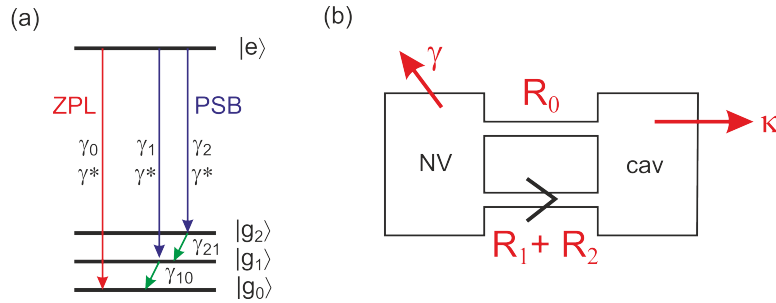 (a)
|e⟩
ZPL
PSB
γ₀
γ*
γ₁
γ*
γ₂
γ*
|g₂⟩
γ₂₁
|g₁⟩
γ₁₀
|g₀⟩
(b)
γ
R₀
κ
NV
cav
R₁+ R₂